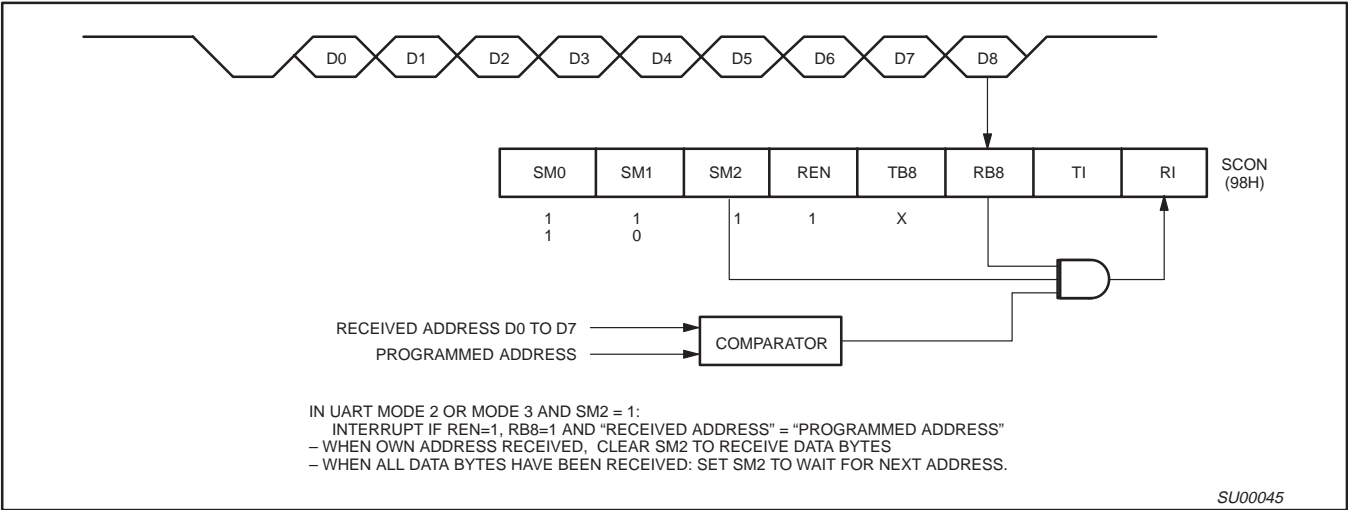 D0 D1 D2 D3 D4 D5 D6 D7 D8
SM0 SM1 SM2 REN TB8 RB8 TI RI SCON
(98H)
1 1 1 1 X
1 0
RECEIVED ADDRESS D0 TO D7
COMPARATOR
PROGRAMMED ADDRESS
IN UART MODE 2 OR MODE 3 AND SM2 = 1:
INTERRUPT IF REN=1, RB8=1 AND “RECEIVED ADDRESS” = “PROGRAMMED ADDRESS”
– WHEN OWN ADDRESS RECEIVED, CLEAR SM2 TO RECEIVE DATA BYTES
– WHEN ALL DATA BYTES HAVE BEEN RECEIVED: SET SM2 TO WAIT FOR NEXT ADDRESS.
SU00045